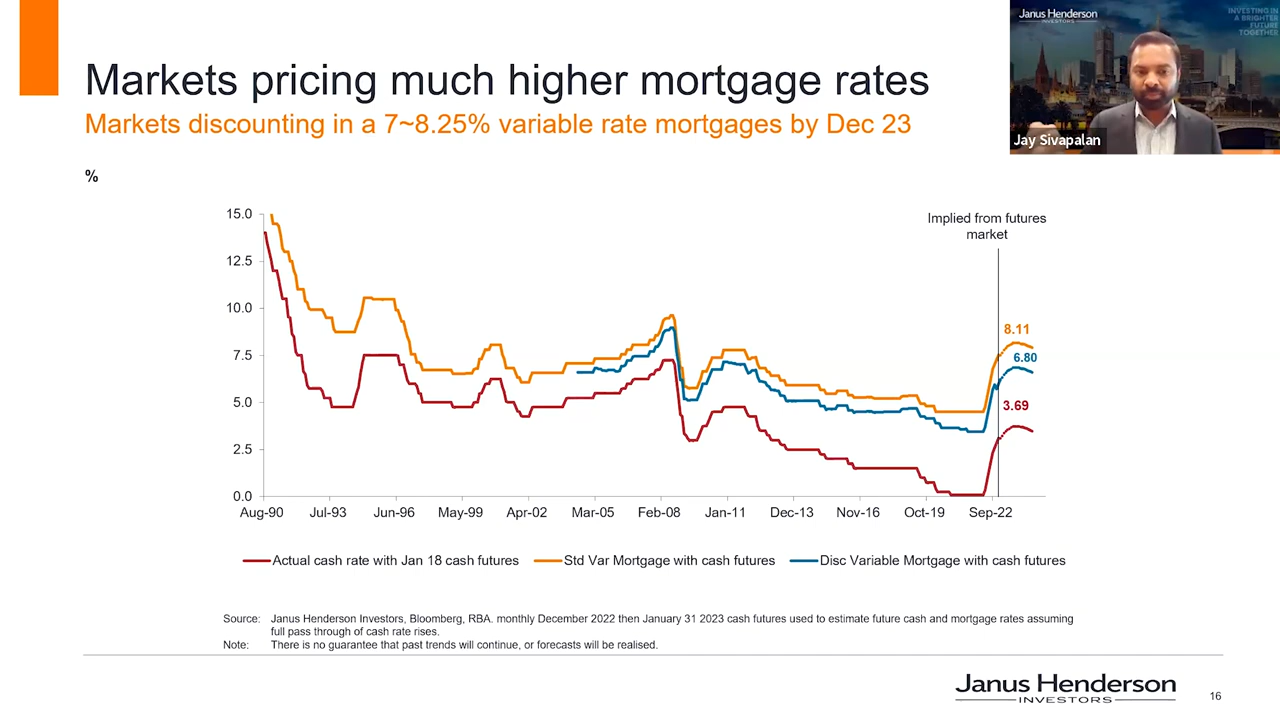 Markets pricing much higher mortgage rates
Markets discounting in a 7~8.25% variable rate mortgages by Dec 23
Janus Henderson
INVESTORS
INVESTING IN
A BRIGHTER
FUTURE
TOGETHER
Jay Sivapalan
%
15.0
12.5
10.0
7.5
5.0
2.5
0.0
Implied from futures
market
8.11
6.80
3.69
Aug-90 Jul-93 Jun-96 May-99 Apr-02 Mar-05 Feb-08 Jan-11 Dec-13 Nov-16 Oct-19 Sep-22
Actual cash rate with Jan 18 cash futures Std Var Mortgage with cash futures Disc Variable Mortgage with cash futures
Source: Janus Henderson Investors, Bloomberg, RBA. monthly December 2022 then January 31 2023 cash futures used to estimate future cash and mortgage rates assuming
full pass through of cash rate rises.
Note: There is no guarantee that past trends will continue, or forecasts will be realised.
Janus Henderson
INVESTORS
16